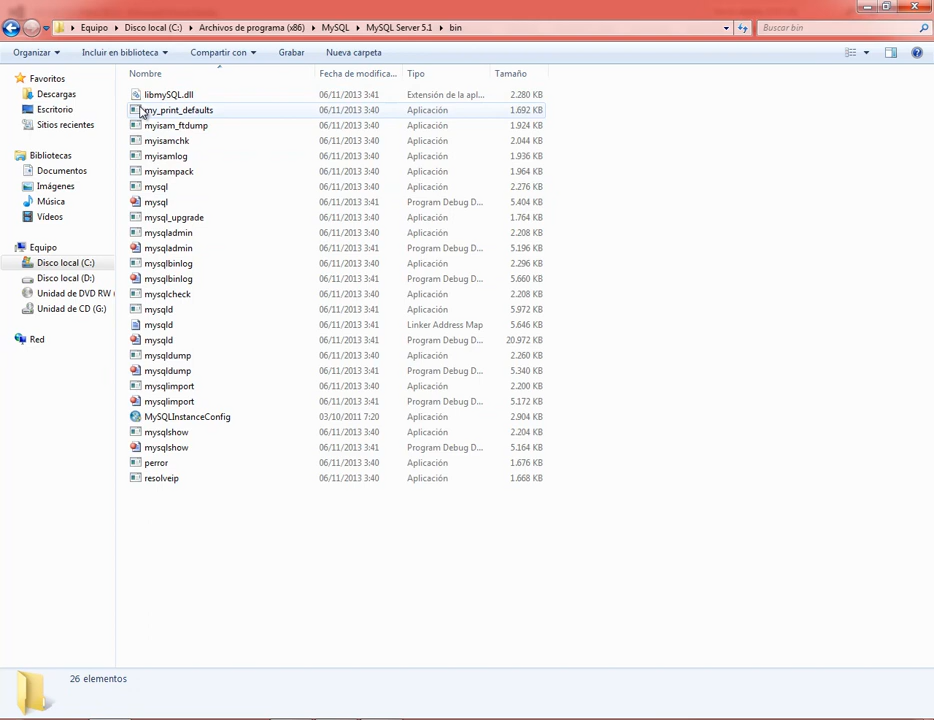 Equipo ▸ Disco local (C:) ▸ Archivos de programa (x86) ▸ MySQL ▸ MySQL Server 5.1 ▸ bin
Buscar bin
Organizar Incluir en biblioteca Compartir con Grabar Nueva carpeta
Favoritos
Descargas
Escritorio
Sitios recientes
Bibliotecas
Documentos
Imágenes
Música
Vídeos
Equipo
Disco local (C:)
Disco local (D:)
Unidad de DVD RW
Unidad de CD (G:)
Red
Nombre Fecha de modifica... Tipo Tamaño
libmySQL.dll 06/11/2013 3:41 Extensión de la apl... 2.280 KB
my_print_defaults 06/11/2013 3:40 Aplicación 1.692 KB
myisam_ftdump 06/11/2013 3:40 Aplicación 1.924 KB
myisamchk 06/11/2013 3:40 Aplicación 2.044 KB
myisamlog 06/11/2013 3:40 Aplicación 1.936 KB
myisampack 06/11/2013 3:40 Aplicación 1.964 KB
mysql 06/11/2013 3:40 Aplicación 2.276 KB
mysql 06/11/2013 3:41 Program Debug D... 5.404 KB
mysql_upgrade 06/11/2013 3:40 Aplicación 1.764 KB
mysqladmin 06/11/2013 3:40 Aplicación 2.208 KB
mysqladmin 06/11/2013 3:41 Program Debug D... 5.196 KB
mysqlbinlog 06/11/2013 3:40 Aplicación 2.296 KB
mysqlbinlog 06/11/2013 3:41 Program Debug D... 5.660 KB
mysqlcheck 06/11/2013 3:40 Aplicación 2.208 KB
mysqld 06/11/2013 3:40 Aplicación 5.972 KB
mysqld 06/11/2013 3:41 Linker Address Map 5.646 KB
mysqld 06/11/2013 3:41 Program Debug D... 20.972 KB
mysqldump 06/11/2013 3:40 Aplicación 2.260 KB
mysqldump 06/11/2013 3:41 Program Debug D... 5.340 KB
mysqlimport 06/11/2013 3:40 Aplicación 2.200 KB
mysqlimport 06/11/2013 3:41 Program Debug D... 5.172 KB
MySQLInstanceConfig 03/10/2011 7:20 Aplicación 2.904 KB
mysqlshow 06/11/2013 3:40 Aplicación 2.204 KB
mysqlshow 06/11/2013 3:41 Program Debug D... 5.164 KB
perror 06/11/2013 3:40 Aplicación 1.676 KB
resolveip 06/11/2013 3:40 Aplicación 1.668 KB
26 elementos